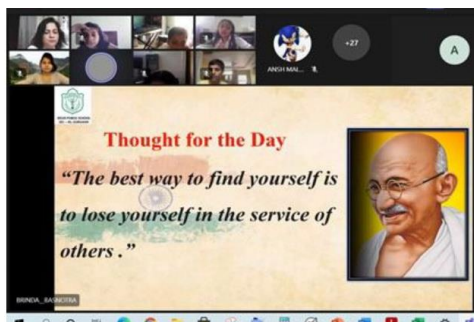 ANSH MAI...
+27
A
Thought for the Day
“The best way to find yourself is
to lose yourself in the service of
others .”
BRINDA_RASNOTRA